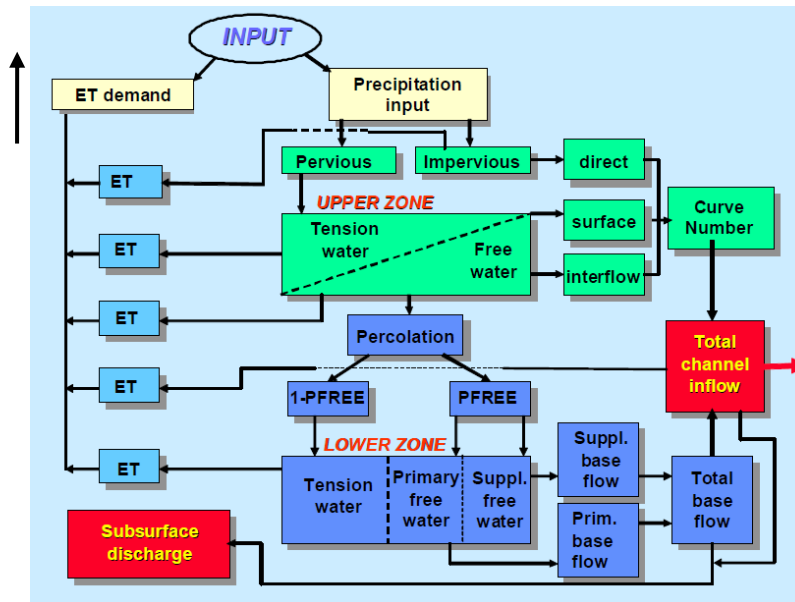 INPUT
ET demand
Precipitation
input
Pervious
Impervious
direct
ET
UPPER ZONE
Tension
water
Free
water
surface
interflow
Curve
Number
ET
ET
Percolation
Total
channel
inflow
ET
1-PFREE
PFREE
LOWER ZONE
Tension
water
Primary
free
water
Suppl.
free
water
Suppl.
base
flow
Prim.
base
flow
Total
base
flow
ET
Subsurface
discharge